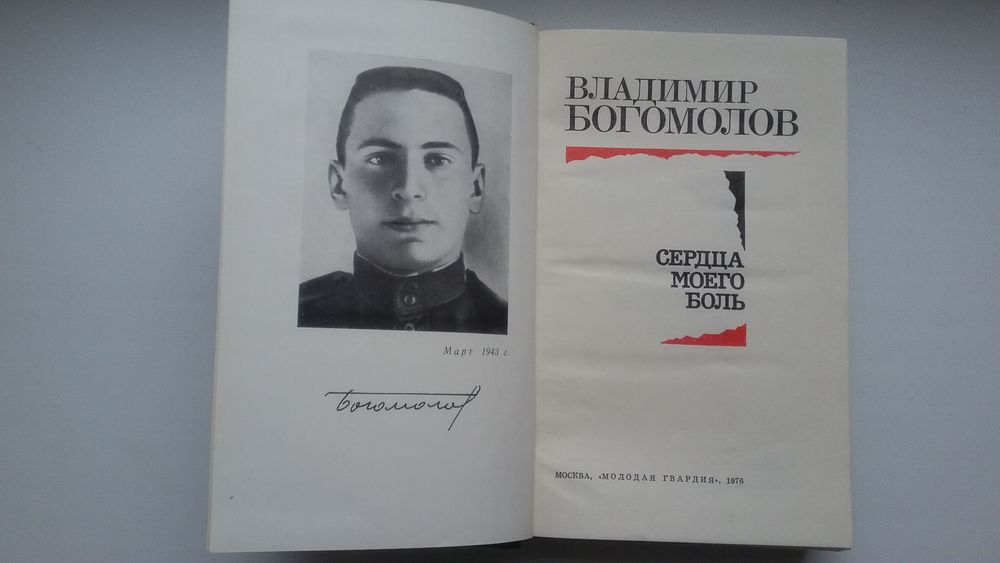 Март 1943 г.
Богомолов
ВЛАДИМИР
БОГОМОЛОВ
СЕРДЦА
МОЕГО
БОЛЬ
МОСКВА, «МОЛОДАЯ ГВАРДИЯ», 1976